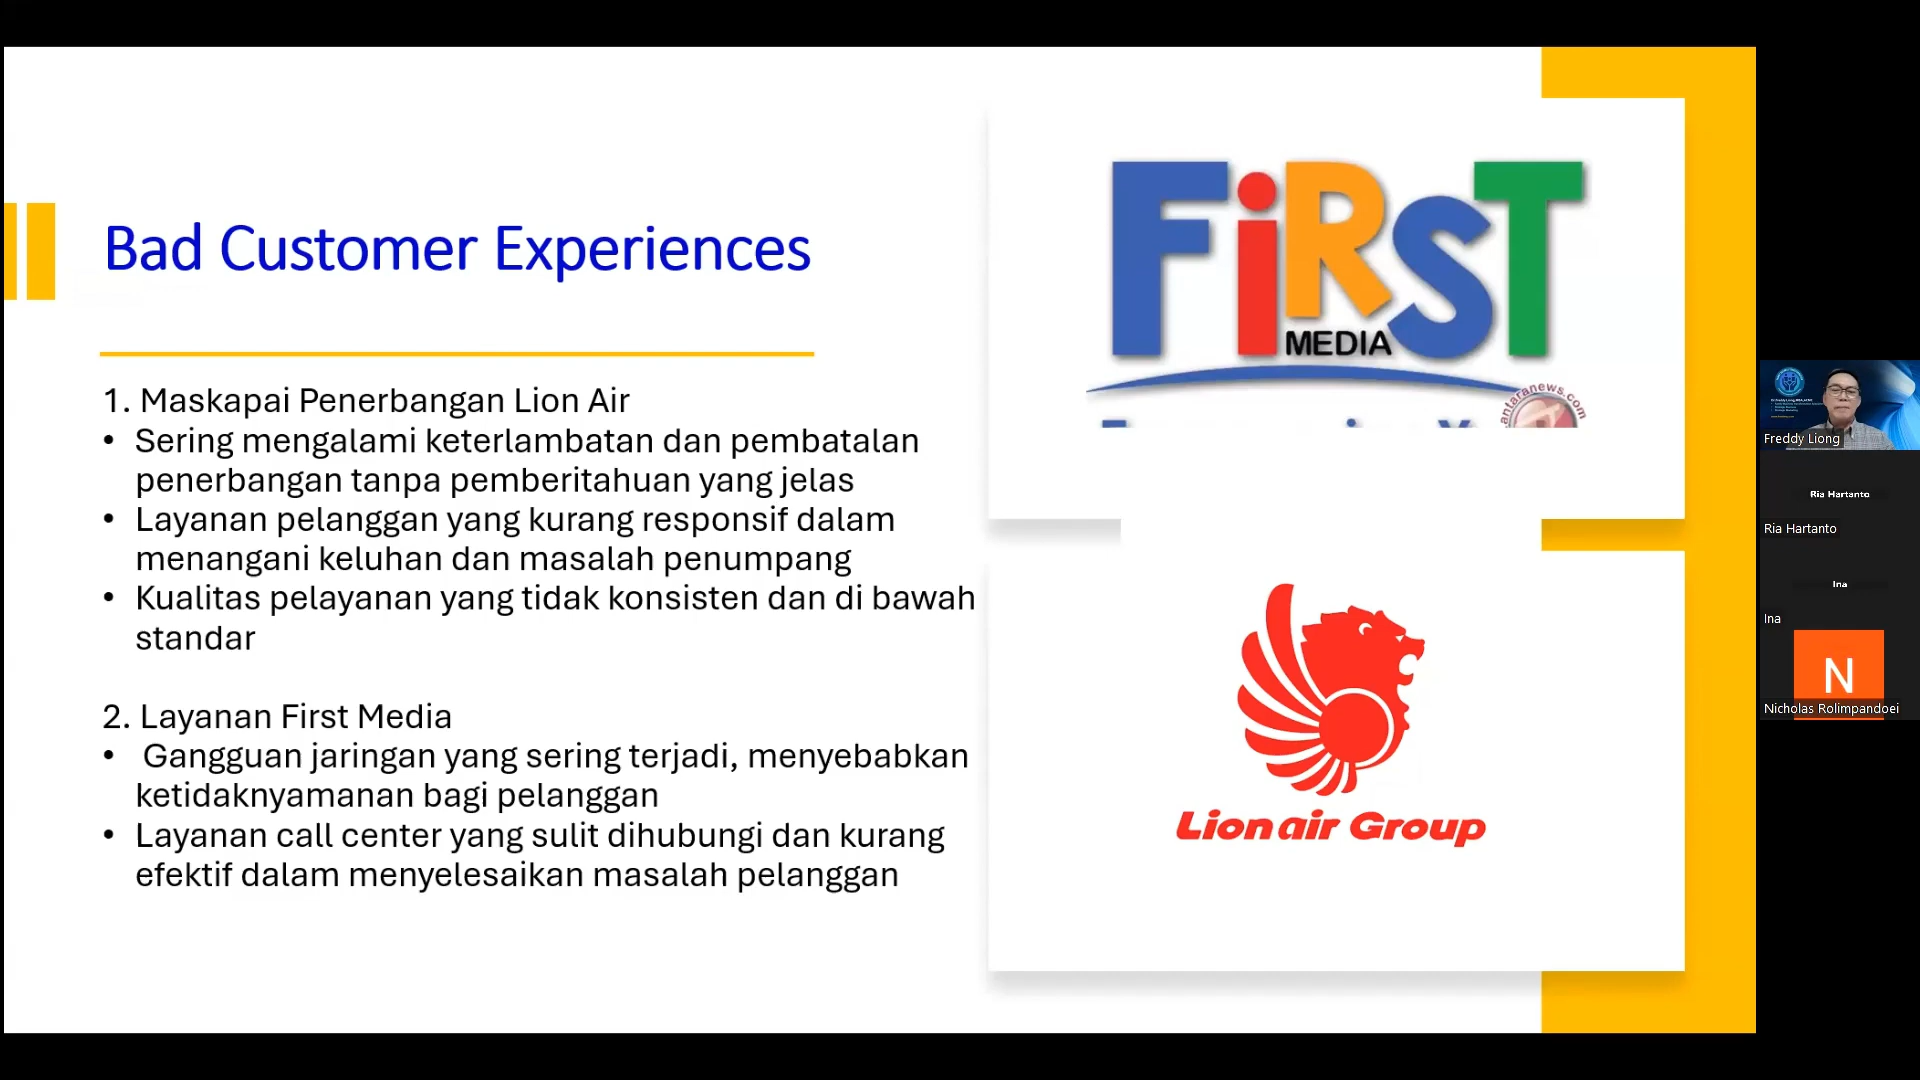 Bad Customer Experiences
1. Maskapai Penerbangan Lion Air
• Sering mengalami keterlambatan dan pembatalan
penerbangan tanpa pemberitahuan yang jelas
• Layanan pelanggan yang kurang responsif dalam
menangani keluhan dan masalah penumpang
• Kualitas pelayanan yang tidak konsisten dan di bawah
standar
2. Layanan First Media
• Gangguan jaringan yang sering terjadi, menyebabkan
ketidaknyamanan bagi pelanggan
• Layanan call center yang sulit dihubungi dan kurang
efektif dalam menyelesaikan masalah pelanggan
FiRST
MEDIA
antaranews.com
Lion air Group
Freddy Liong
Ria Hartanto
Ria Hartanto
Ina
Ina
N
Nicholas Rolimpandoei